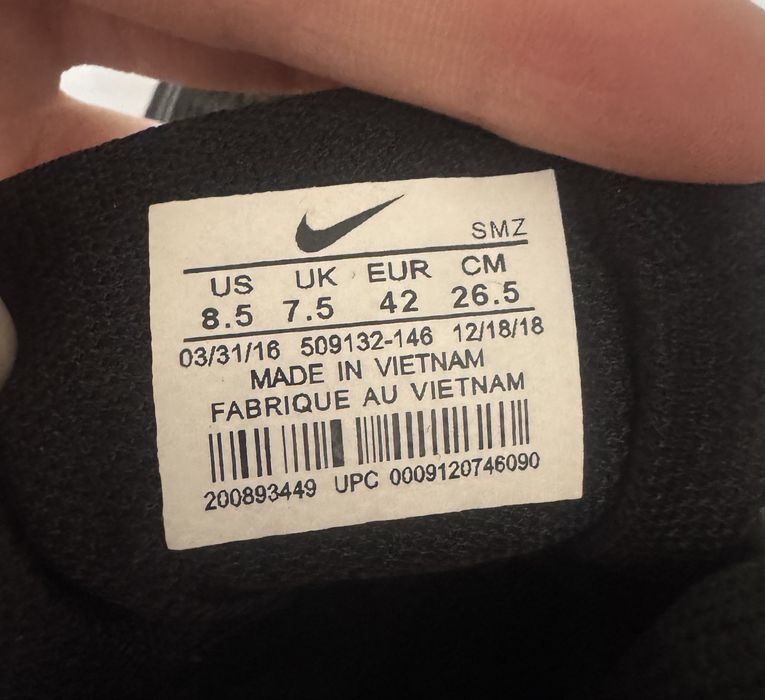 SMZ
US UK EUR CM
8.5 7.5 42 26.5
03/31/16 509132-146 12/18/18
MADE IN VIETNAM
FABRIQUE AU VIETNAM
200893449 UPC 0009120746090